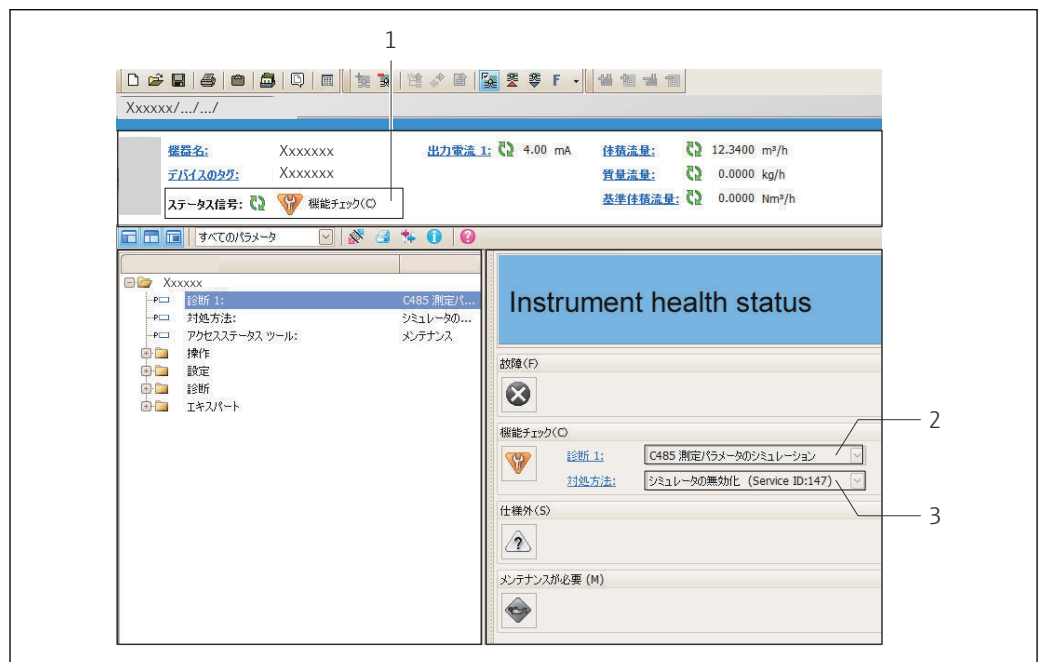 1
F
Xxxxxx/.../.../
機器名: Xxxxxxx 出力電流 1: 4.00 mA 体積流量: 12.3400 m³/h
デバイスのタグ: Xxxxxxx 質量流量: 0.0000 kg/h
ステータス信号: 機能チェック(C) 基準体積流量: 0.0000 Nm³/h
すべてのパラメータ
Xxxxxx
診断 1: C485 測定パ...
対処方法: シミュレータの...
アクセスステータス ツール: メンテナンス
操作
設定
診断
エキスパート
Instrument health status
故障(F)
機能チェック(C)
診断 1: C485 測定パラメータのシミュレーション
2
対処方法: シミュレータの無効化 (Service ID:147)
3
仕様外(S)
メンテナンスが必要 (M)